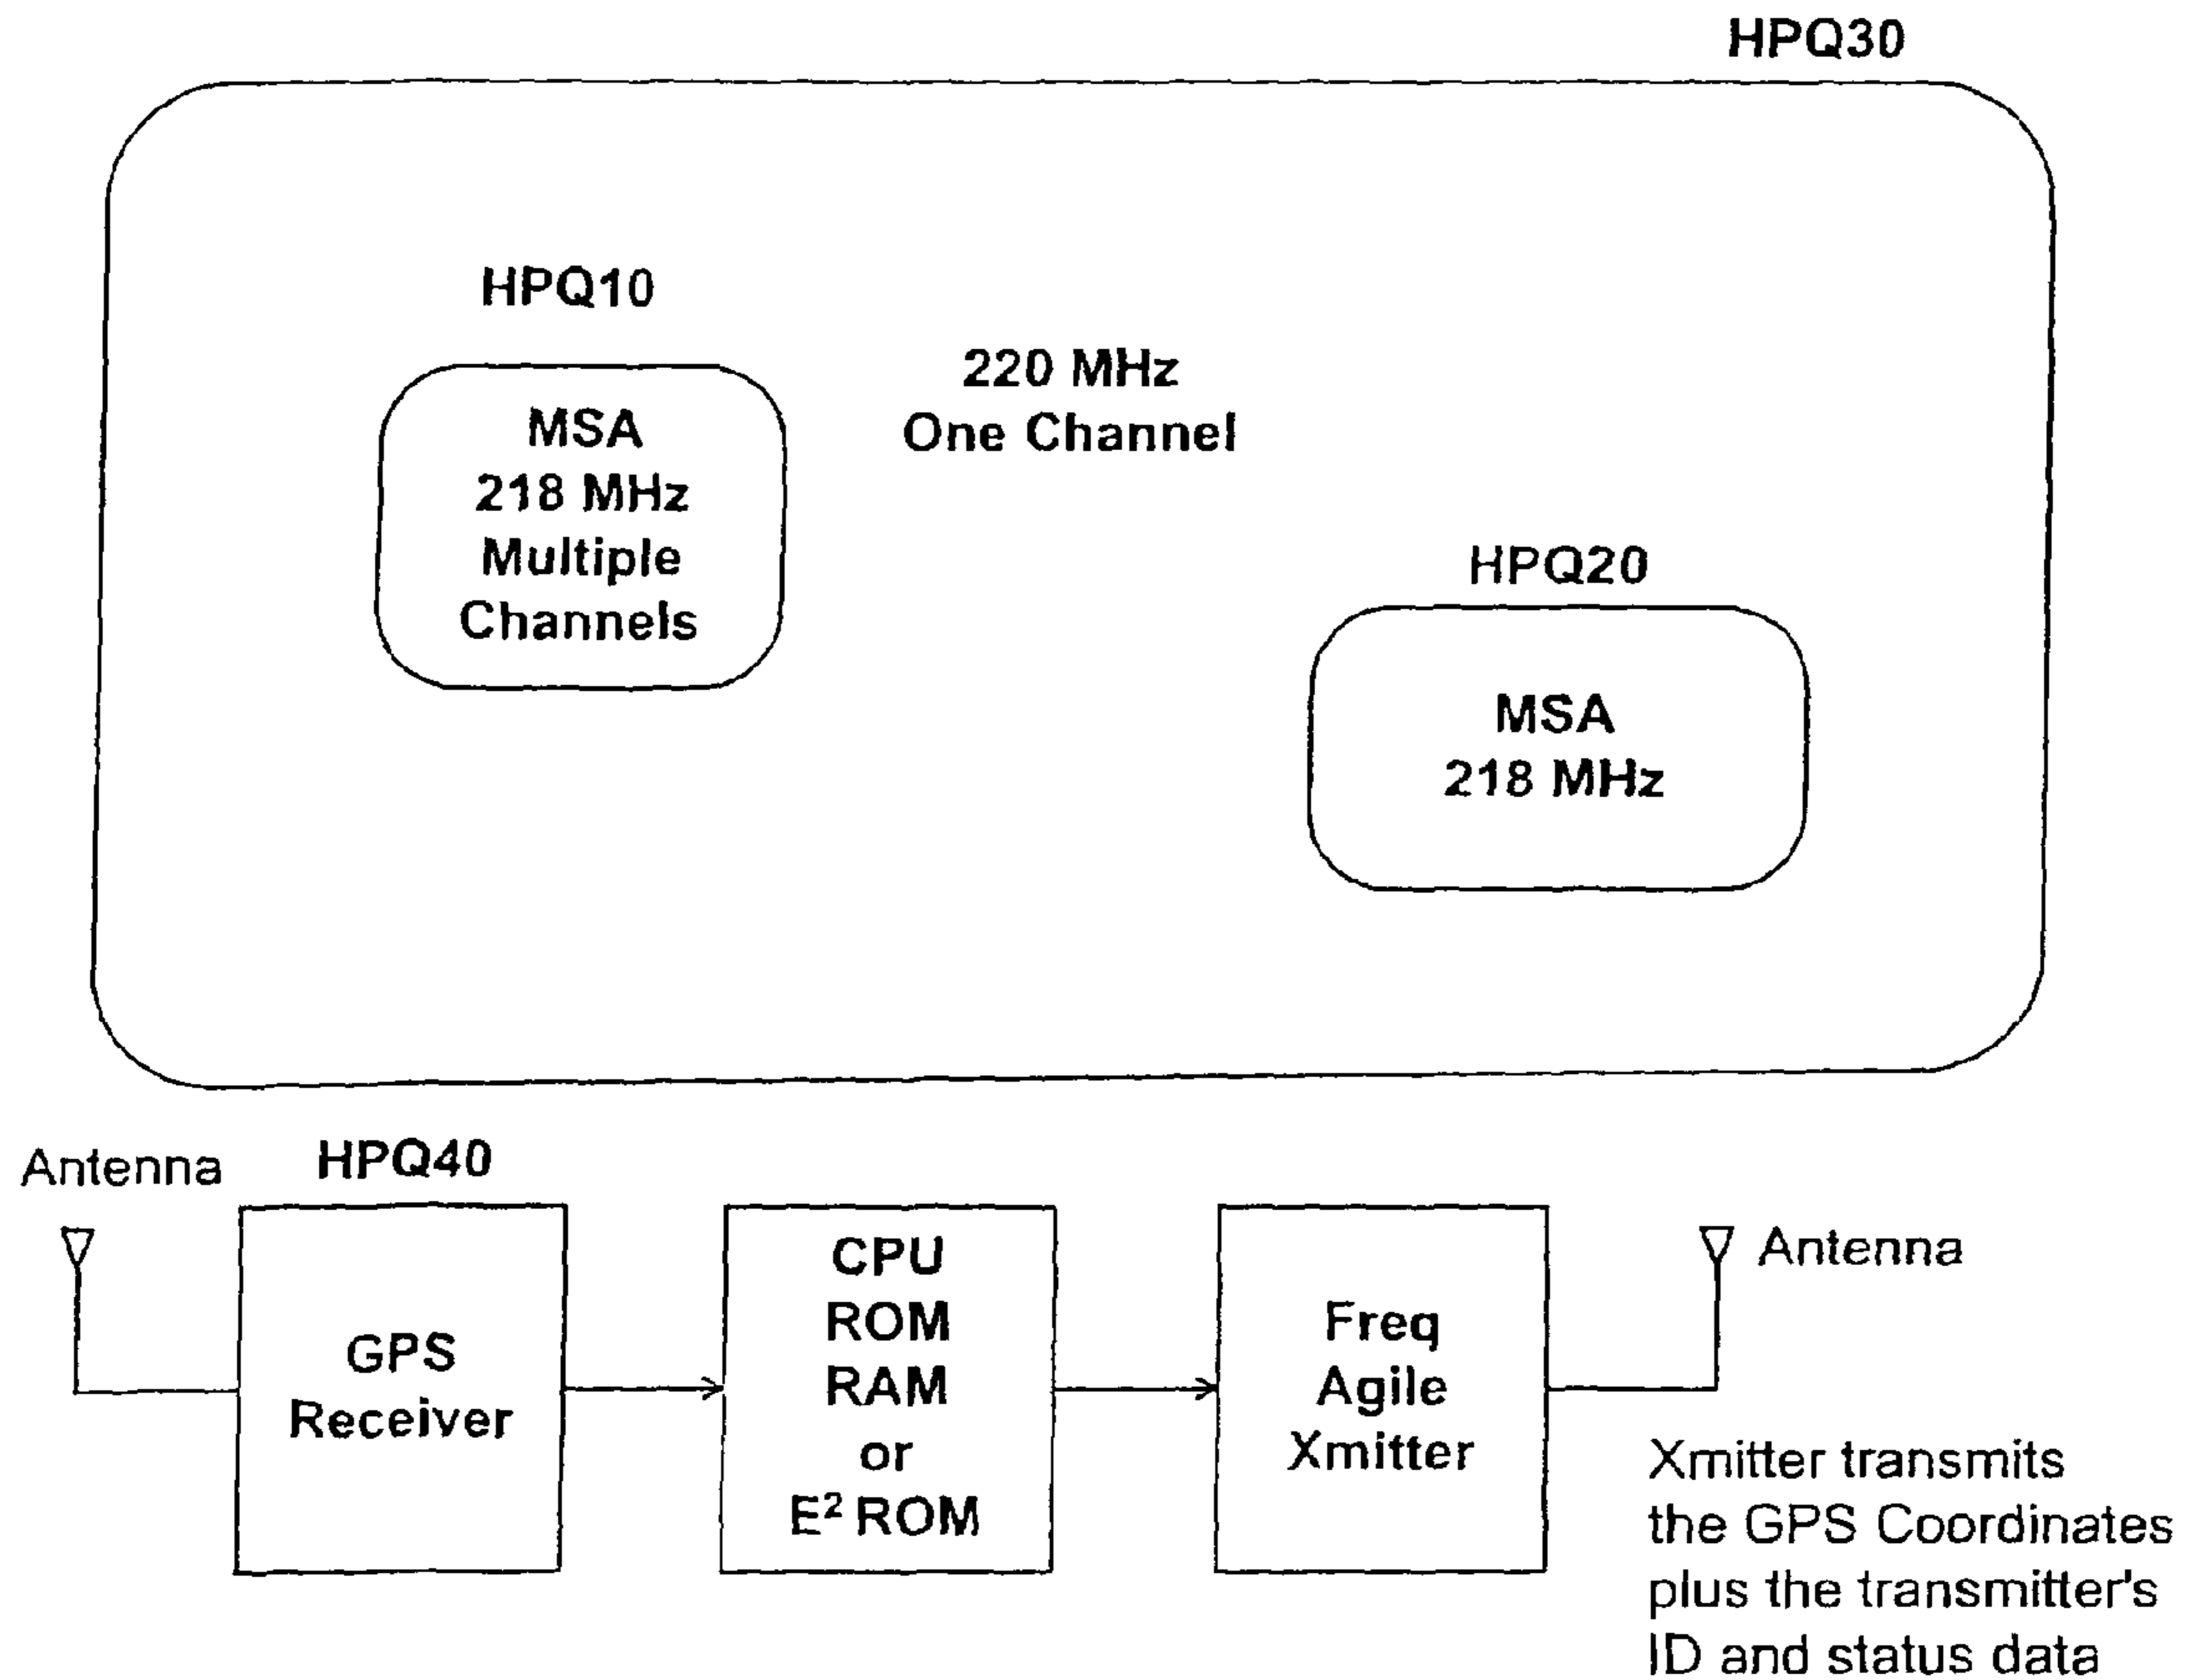 HPQ30
HPQ10
220 MHz
One Channel
MSA
218 MHz
Multiple
Channels
HPQ20
MSA
218 MHz
Antenna
HPQ40
GPS
Receiver
CPU
ROM
RAM
or
E² ROM
Freq
Agile
Xmitter
Antenna
Xmitter transmits
the GPS Coordinates
plus the transmitter's
ID and status data